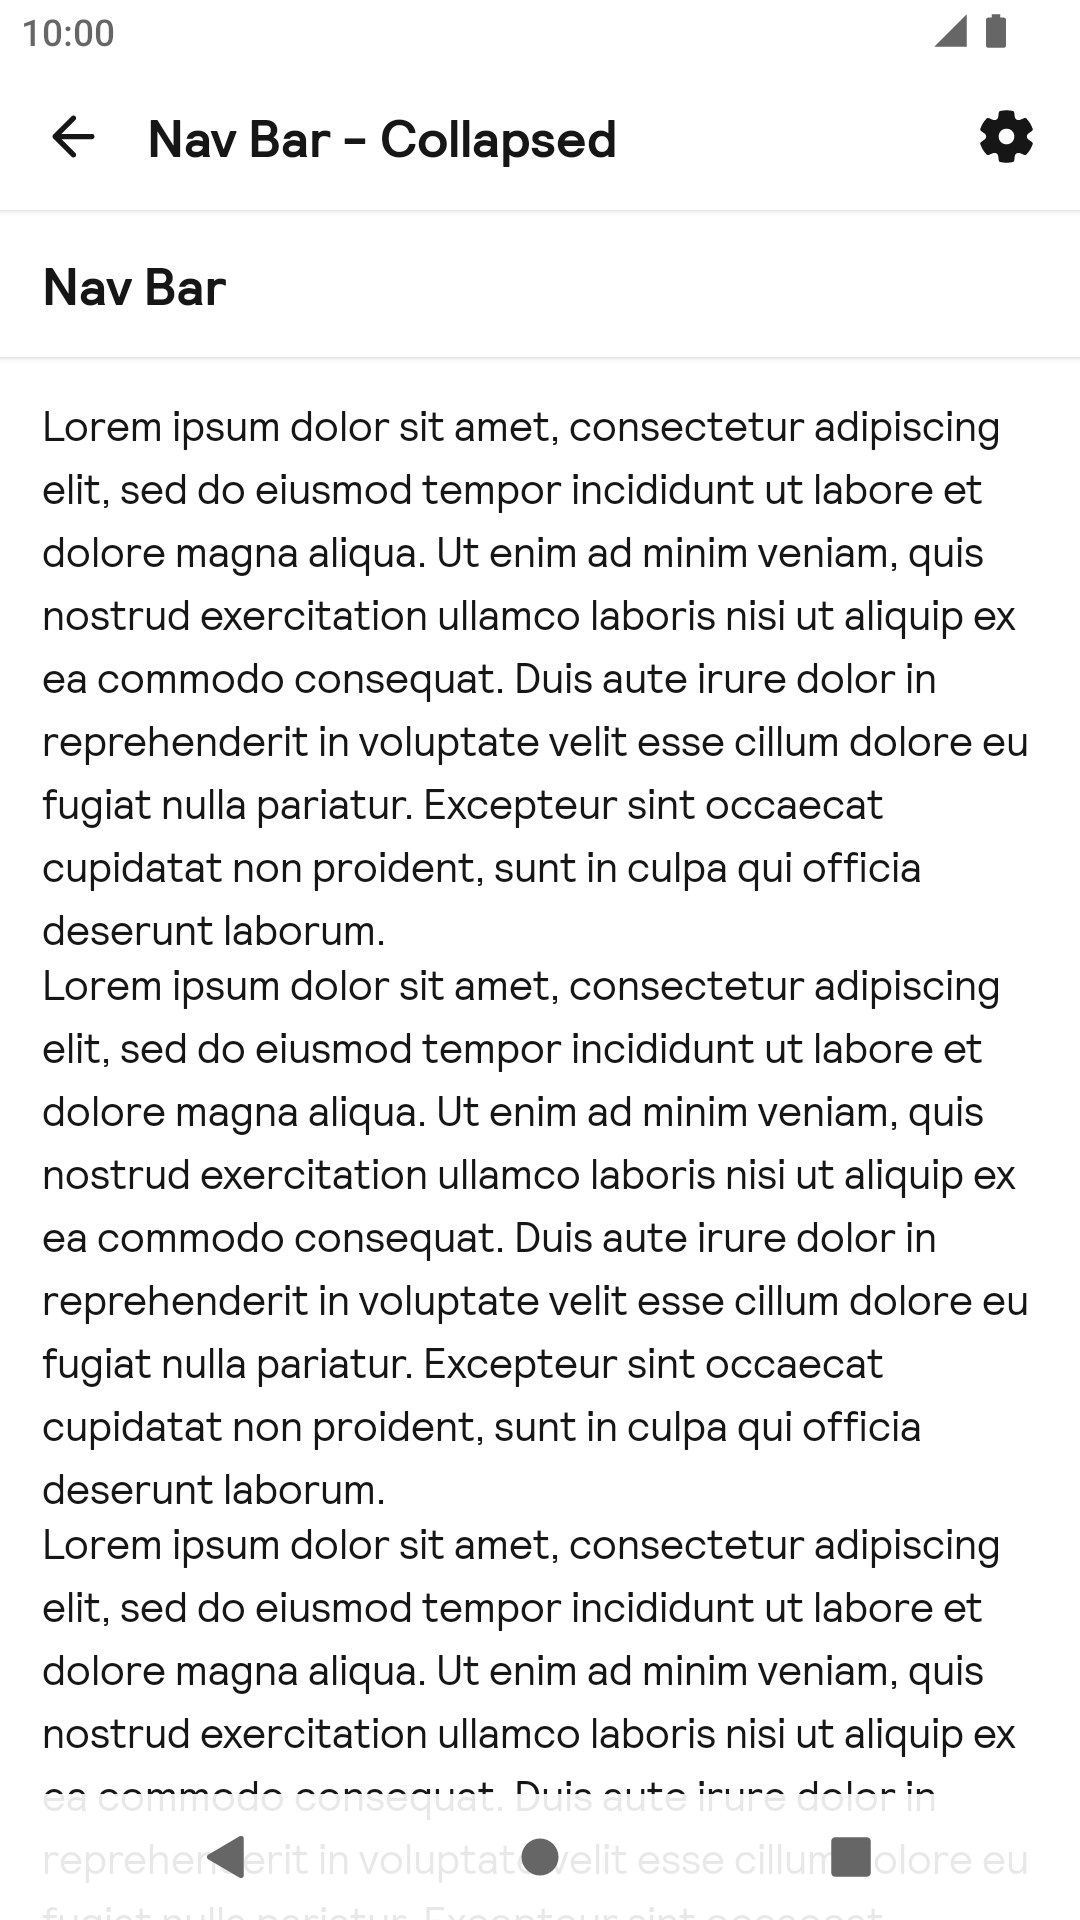 10:00
Nav Bar – Collapsed
Nav Bar
Lorem ipsum dolor sit amet, consectetur adipiscing
elit, sed do eiusmod tempor incididunt ut labore et
dolore magna aliqua. Ut enim ad minim veniam, quis
nostrud exercitation ullamco laboris nisi ut aliquip ex
ea commodo consequat. Duis aute irure dolor in
reprehenderit in voluptate velit esse cillum dolore eu
fugiat nulla pariatur. Excepteur sint occaecat
cupidatat non proident, sunt in culpa qui officia
deserunt laborum.
Lorem ipsum dolor sit amet, consectetur adipiscing
elit, sed do eiusmod tempor incididunt ut labore et
dolore magna aliqua. Ut enim ad minim veniam, quis
nostrud exercitation ullamco laboris nisi ut aliquip ex
ea commodo consequat. Duis aute irure dolor in
reprehenderit in voluptate velit esse cillum dolore eu
fugiat nulla pariatur. Excepteur sint occaecat
cupidatat non proident, sunt in culpa qui officia
deserunt laborum.
Lorem ipsum dolor sit amet, consectetur adipiscing
elit, sed do eiusmod tempor incididunt ut labore et
dolore magna aliqua. Ut enim ad minim veniam, quis
nostrud exercitation ullamco laboris nisi ut aliquip ex
ea commodo consequat. Duis aute irure dolor in
reprehenderit in voluptate velit esse cillum dolore eu
fugiat nulla pariatur. Excepteur sint occaecat